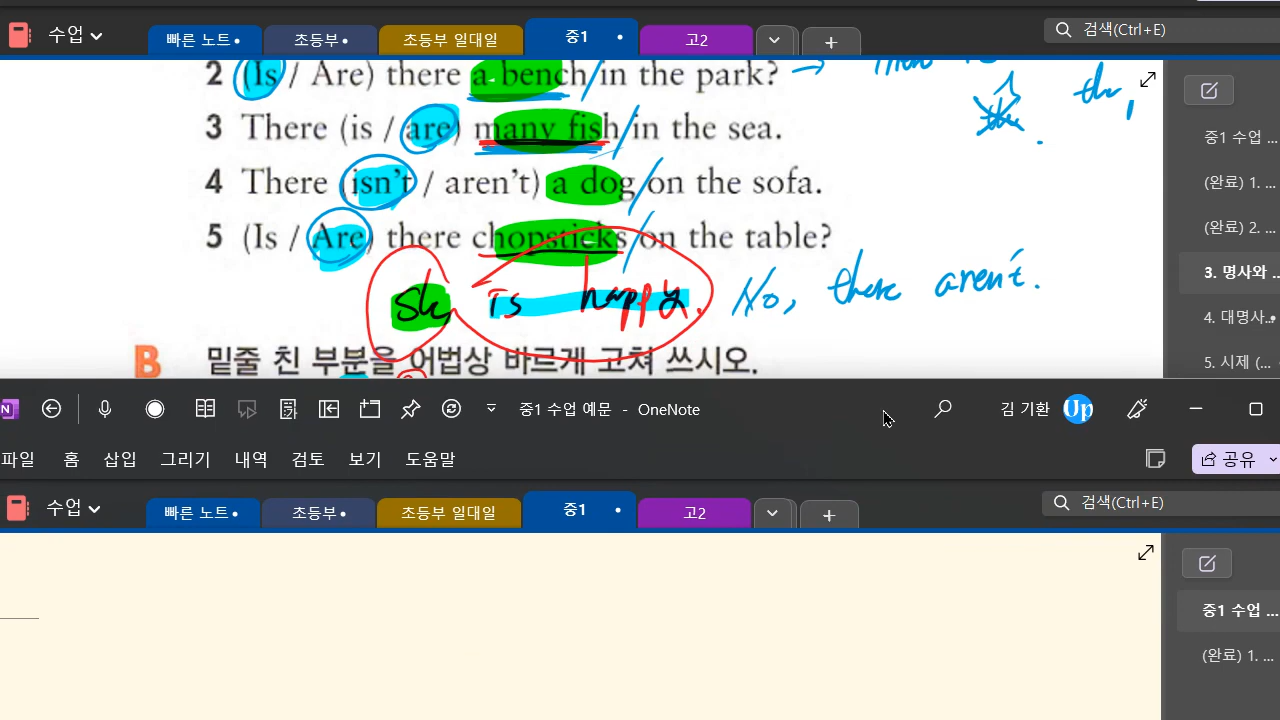 수업
빠른 노트 초등부 초등부 일대일 중1 고2 +
검색(Ctrl+E)
2 (Is / Are) there a bench / in the park? →
중1 수업 ...
3 There (is / are) many fish / in the sea.
(완료) 1. ...
4 There (isn't / aren't) a dog / on the sofa.
(완료) 2. ...
5 (Is / Are) there chopsticks / on the table?
3. 명사와 ...
is happy. No, there aren't.
4. 대명사...
B 밑줄 친 부분을 어법상 바르게 고쳐 쓰시오.
5. 시제 (...
중1 수업 예문 - OneNote
김 기환 Up
파일 홈 삽입 그리기 내역 검토 보기 도움말
공유
수업
빠른 노트 초등부 초등부 일대일 중1 고2 +
검색(Ctrl+E)
중1 수업 ...
(완료) 1. ...